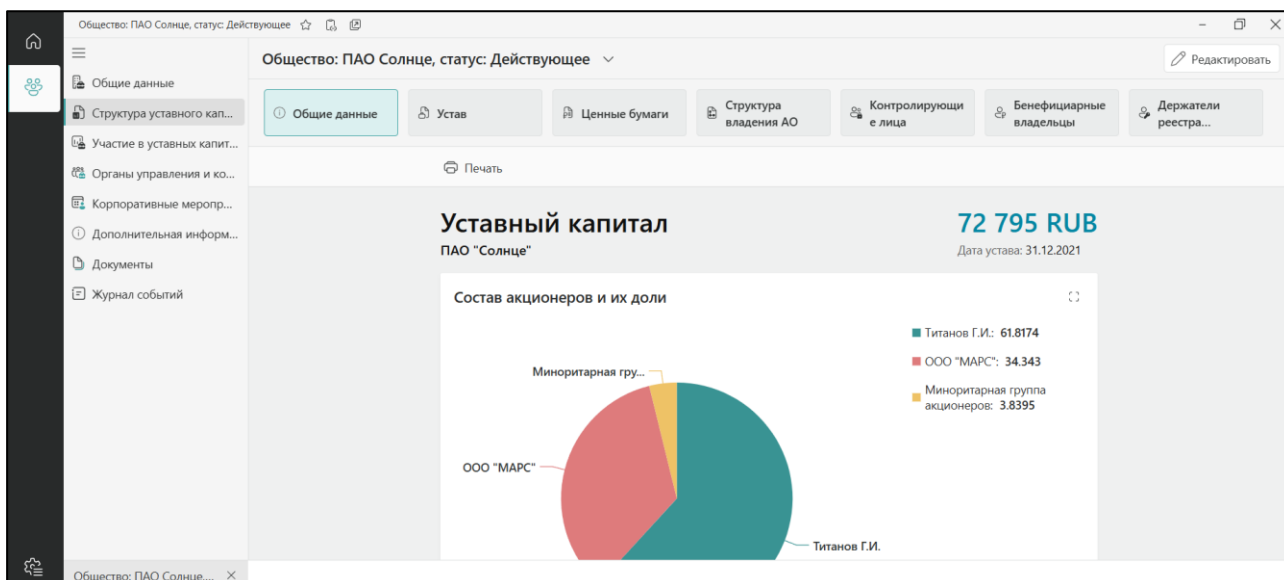 Общество: ПАО Солнце, статус: Действующее
Общие данные
Структура уставного кап...
Участие в уставных капит...
Органы управления и ко...
Корпоративные меропр...
Дополнительная информ...
Документы
Журнал событий
Общество: ПАО Солнце, статус: Действующее
Редактировать
Общие данные
Устав
Ценные бумаги
Структура
владения АО
Контролирующи
е лица
Бенефициарные
владельцы
Держатели
реестра...
Печать
Уставный капитал
72 795 RUB
ПАО "Солнце"
Дата устава: 31.12.2021
Состав акционеров и их доли
Титанов Г.И.: 61.8174
ООО "МАРС": 34.343
Миноритарная группа
акционеров: 3.8395
Миноритарная гру...
ООО "МАРС"
Титанов Г.И.
Общество: ПАО Солнце,...